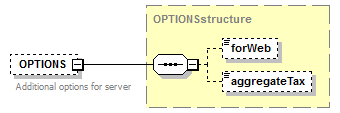 OPTIONSstructure
forWeb
OPTIONS
Additional options for server
aggregateTax